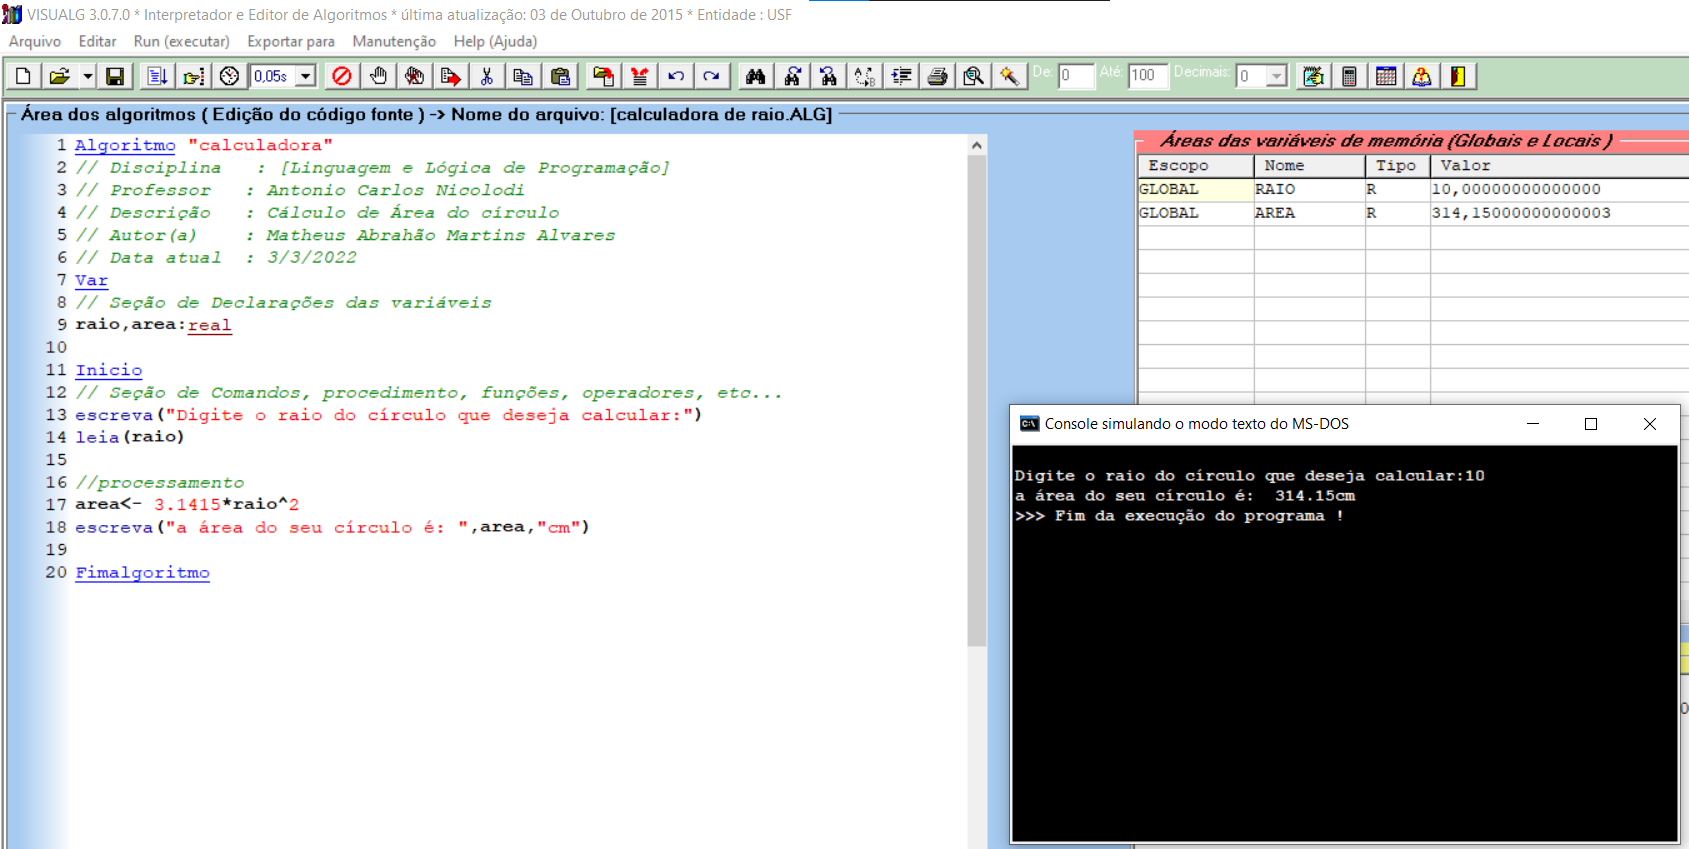 VISUALG 3.0.7.0 * Interpretador e Editor de Algoritmos * última atualização: 03 de Outubro de 2015 * Entidade : USF
Arquivo Editar Run (executar) Exportar para Manutenção Help (Ajuda)
0,05s De: 0 Até: 100 Decimais: 0
Área dos algoritmos ( Edição do código fonte ) -> Nome do arquivo: [calculadora de raio.ALG]
1 Algoritmo "calculadora"
2 // Disciplina : [Linguagem e Lógica de Programação]
3 // Professor : Antonio Carlos Nicolodi
4 // Descrição : Cálculo de Área do círculo
5 // Autor(a) : Matheus Abrahão Martins Alvares
6 // Data atual : 3/3/2022
7 Var
8 // Seção de Declarações das variáveis
9 raio,area:real
10
11 Inicio
12 // Seção de Comandos, procedimento, funções, operadores, etc...
13 escreva("Digite o raio do círculo que deseja calcular:")
14 leia(raio)
15
16 //processamento
17 area<- 3.1415*raio^2
18 escreva("a área do seu círculo é: ",area,"cm")
19
20 Fimalgoritmo
Áreas das variáveis de memória (Globais e Locais )
Escopo Nome Tipo Valor
GLOBAL RAIO R 10,00000000000000
GLOBAL AREA R 314,15000000000003
Console simulando o modo texto do MS-DOS
Digite o raio do círculo que deseja calcular:10
a área do seu círculo é:  314.15cm
>>> Fim da execução do programa !